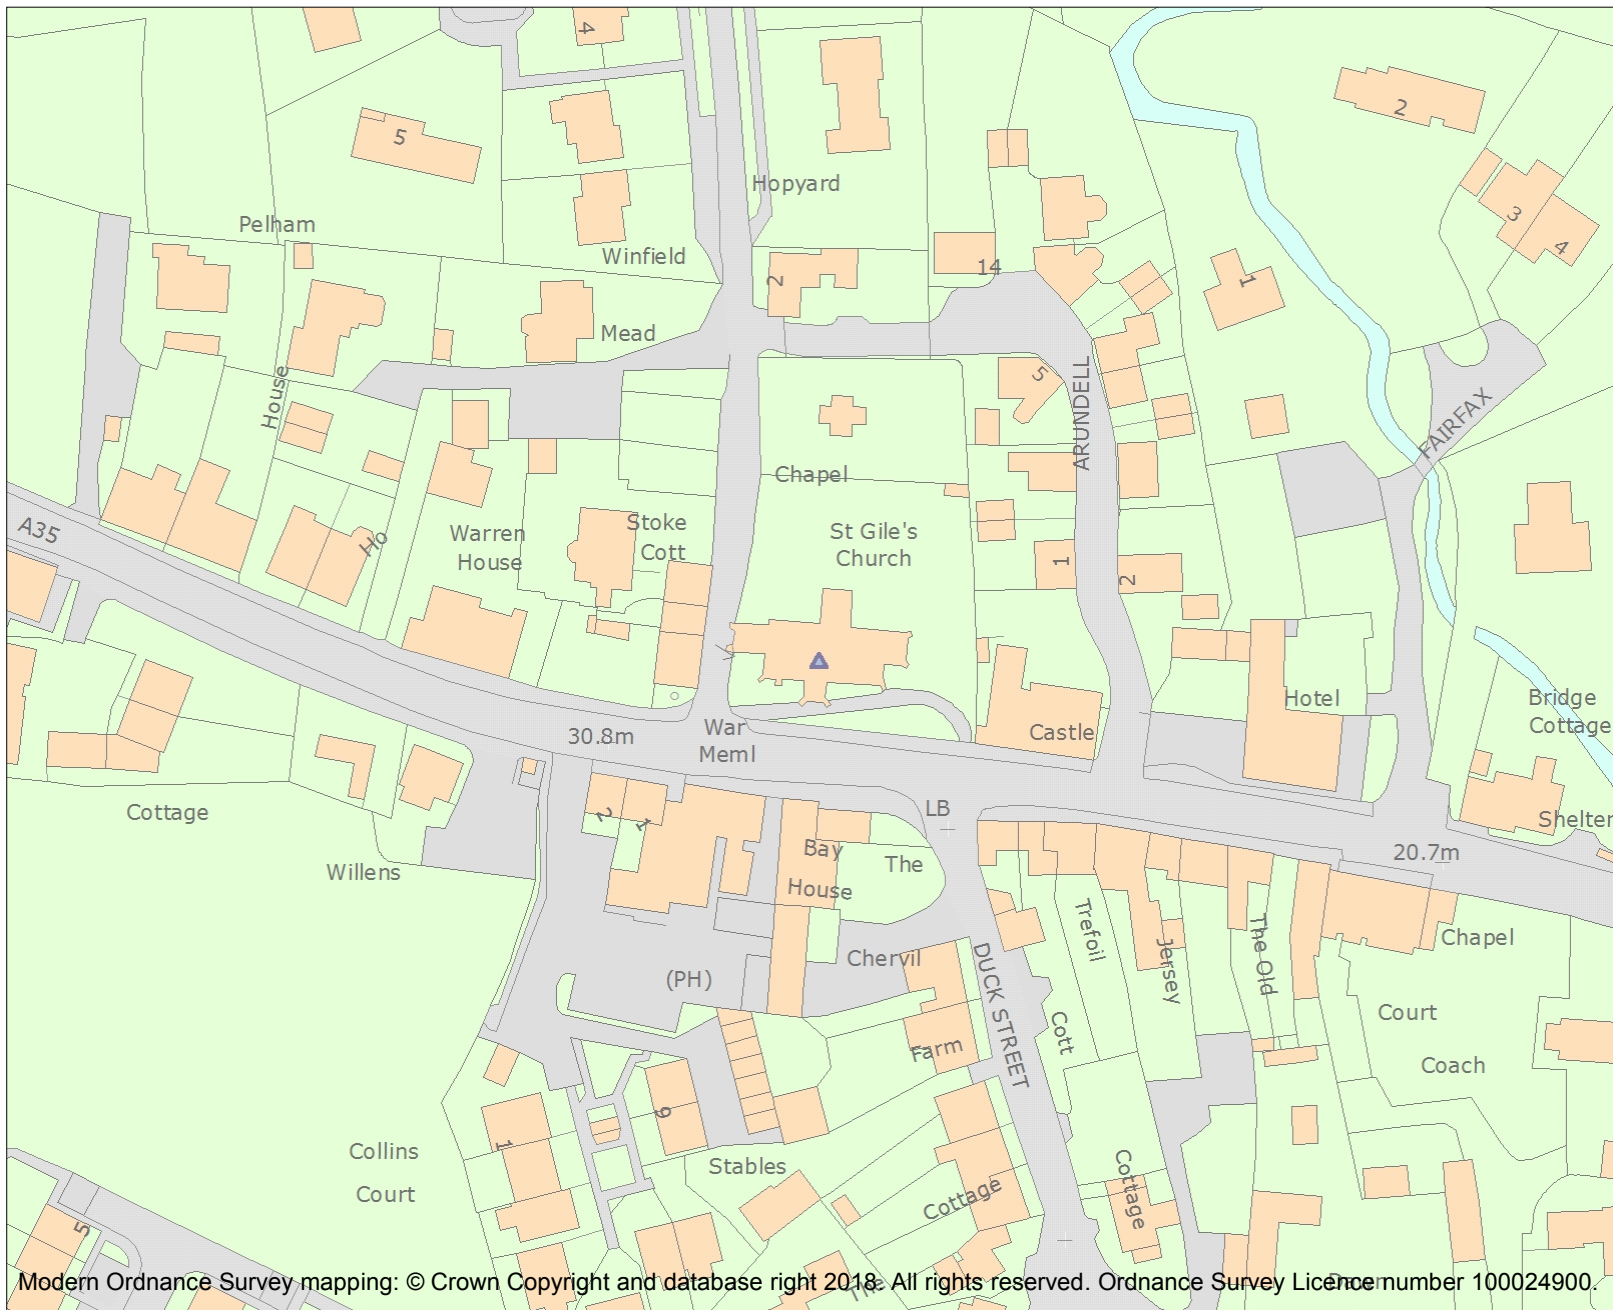 4
5
2
Hopyard
3
4
Pelham
Winfield
14
2
1
Mead
House
5
ARUNDELL
FAIRFAX
Chapel
A35
Warren
House
Ho
Stoke
Cott
St Gile's
Church
1
2
Hotel
Bridge
Cottage
30.8m
War
Meml
Castle
LB
Cottage
2
1
Bay
House
The
Shelter
20.7m
Willens
(PH)
Chervil
DUCK STREET
Trefoil
Jersey
The Old
Chapel
Court
Coach
Farm
Cott
9
1
Collins
Court
Stables
Cottage
Cottage
5
The
Modern Ordnance Survey mapping: © Crown Copyright and database right 2018. All rights reserved. Ordnance Survey Licence number 100024900.